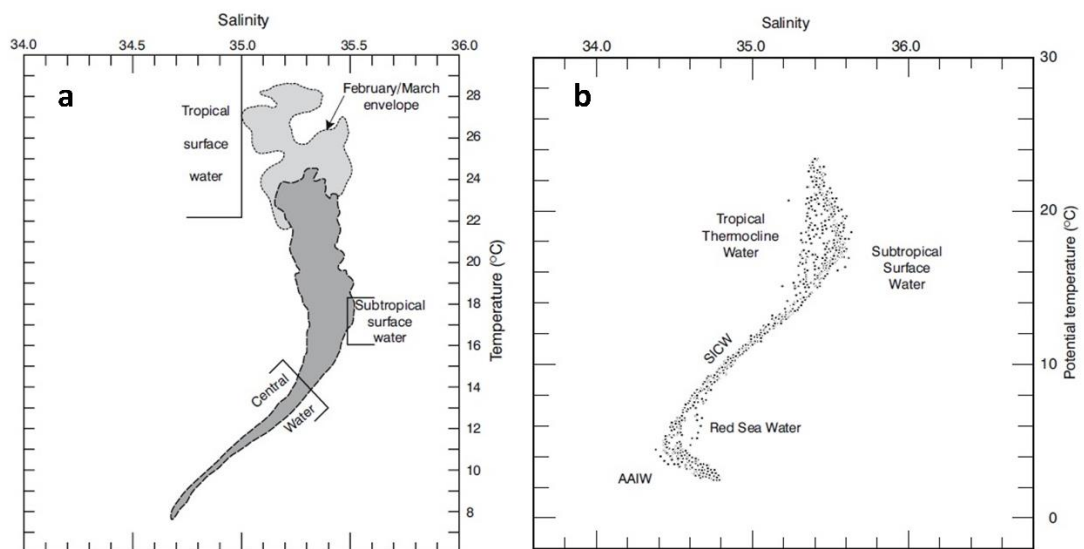 Salinity
34.0 34.5 35.0 35.5 36.0
a
February/March
envelope
Tropical
surface
water
Subtropical
surface
water
Central
Water
28
26
24
22
20
18
16
14
12
10
8
Temperature (°C)
Salinity
34.0 35.0 36.0
b
Tropical
Thermocline
Water
Subtropical
Surface
Water
SICW
Red Sea Water
AAIW
30
20
10
0
Potential temperature (°C)